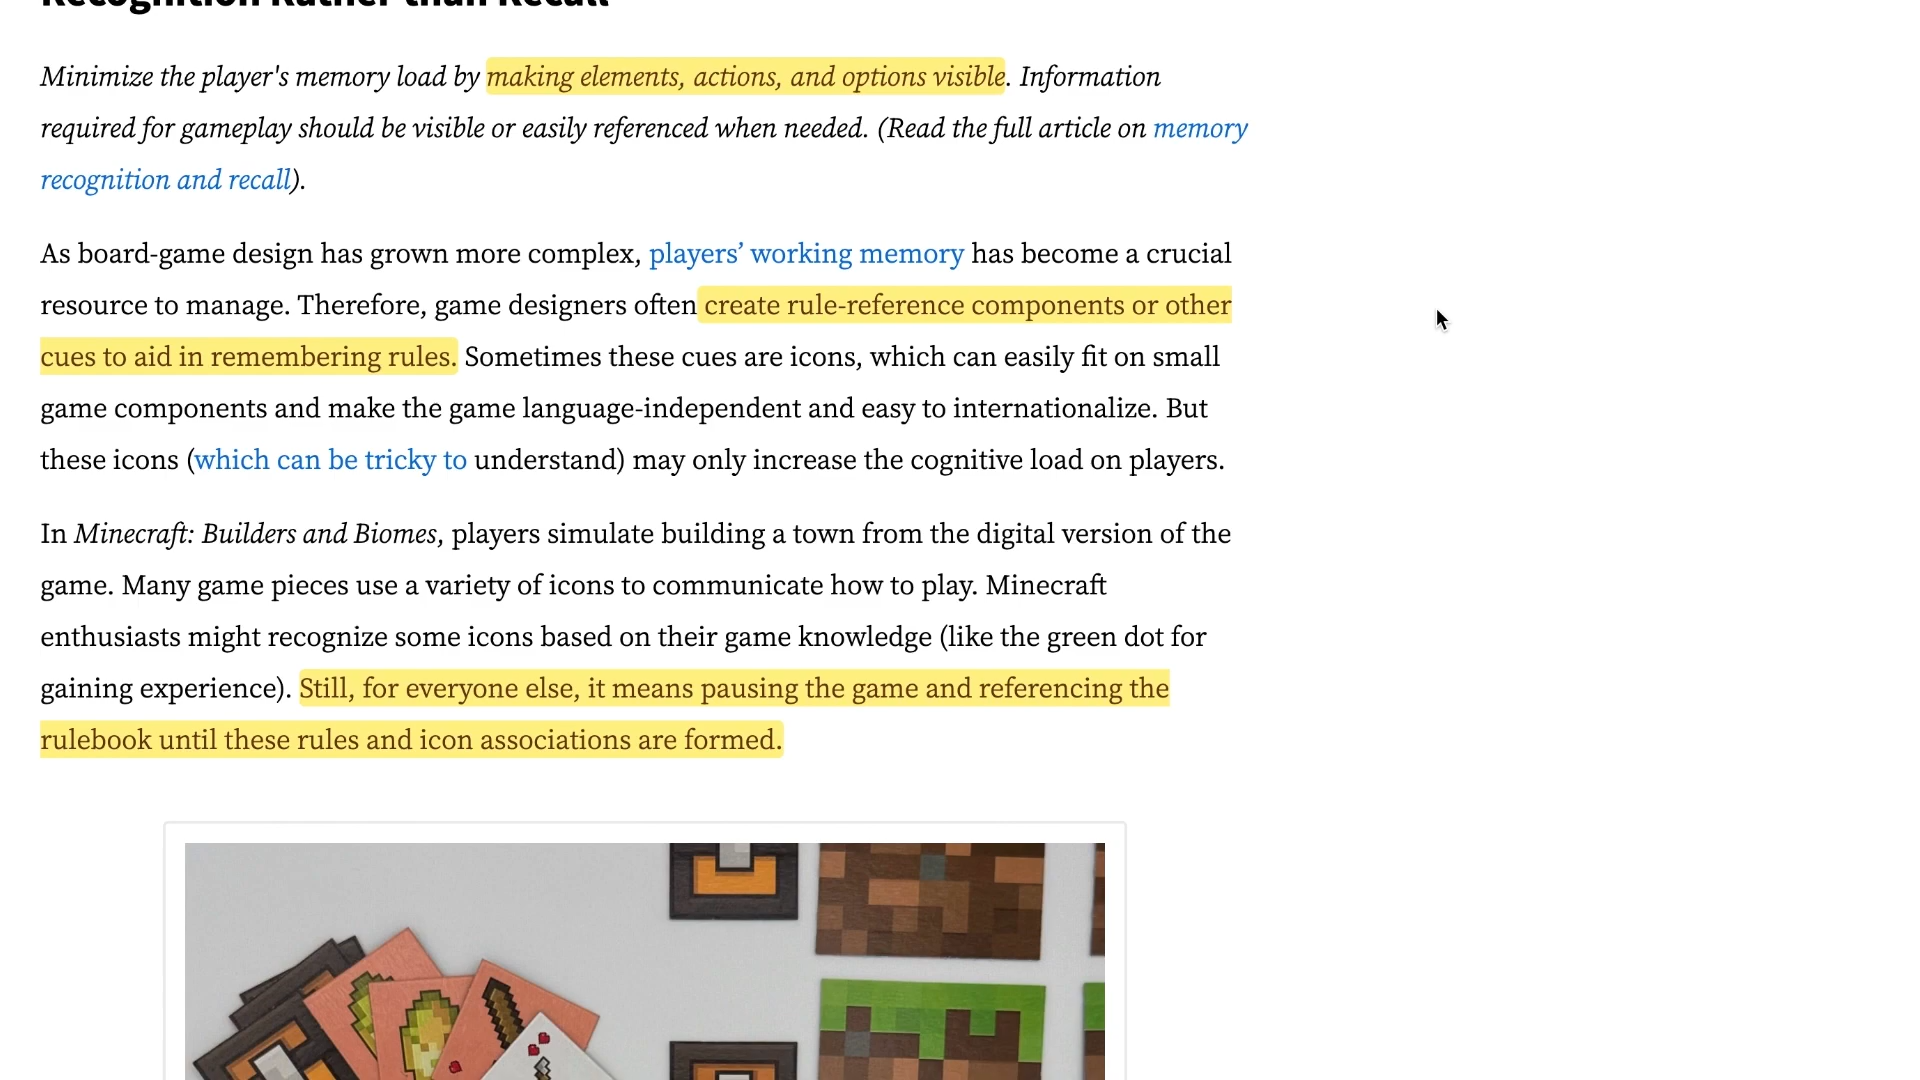 Recognition Rather than Recall
Minimize the player's memory load by making elements, actions, and options visible. Information
required for gameplay should be visible or easily referenced when needed. (Read the full article on memory
recognition and recall).
As board-game design has grown more complex, players’ working memory has become a crucial
resource to manage. Therefore, game designers often create rule-reference components or other
cues to aid in remembering rules. Sometimes these cues are icons, which can easily fit on small
game components and make the game language-independent and easy to internationalize. But
these icons (which can be tricky to understand) may only increase the cognitive load on players.
In Minecraft: Builders and Biomes, players simulate building a town from the digital version of the
game. Many game pieces use a variety of icons to communicate how to play. Minecraft
enthusiasts might recognize some icons based on their game knowledge (like the green dot for
gaining experience). Still, for everyone else, it means pausing the game and referencing the
rulebook until these rules and icon associations are formed.